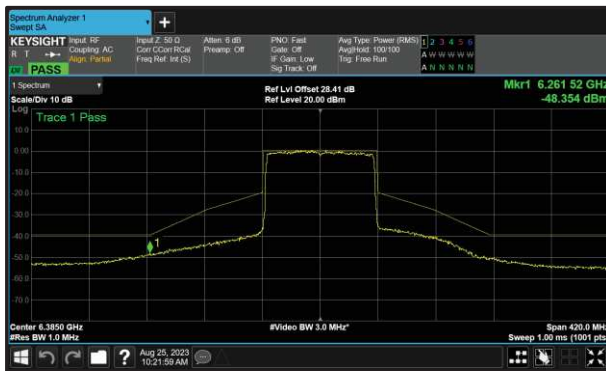 Spectrum Analyzer 1
Swept SA
KEYSIGHT
R T
PASS
Input: RF
Coupling: AC
Align: Partial
Input Z: 50 Ω
Corr CCorr RCal
Freq Ref: Int (S)
Atten: 6 dB
Preamp: Off
PNO: Fast
Gate: Off
IF Gain: Low
Sig Track: Off
Avg Type: Power (RMS)
Avg|Hold: 100/100
Trig: Free Run
1 2 3 4 5 6
A W W W W W
A N N N N N
1 Spectrum
Scale/Div 10 dB
Ref Lvl Offset 28.41 dB
Ref Level 20.00 dBm
Mkr1 6.261 52 GHz
-48.354 dBm
Log
Trace 1 Pass
10.0
0.00
-10.0
-20.0
-30.0
-40.0
-50.0
-60.0
-70.0
1
Center 6.3850 GHz
#Video BW 3.0 MHz*
Span 420.0 MHz
#Res BW 1.0 MHz
Sweep 1.00 ms (1001 pts)
Aug 25, 2023
10:21:59 AM